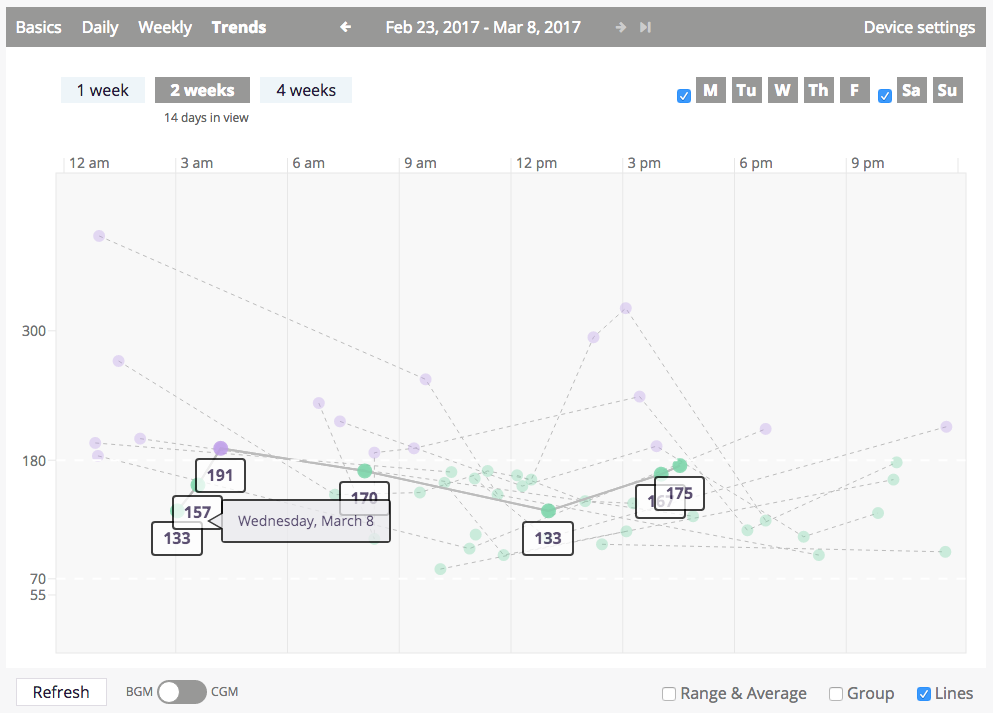 Basics Daily Weekly Trends Feb 23, 2017 - Mar 8, 2017 Device settings
1 week 2 weeks 4 weeks M Tu W Th F Sa Su
14 days in view
12 am 3 am 6 am 9 am 12 pm 3 pm 6 pm 9 pm
300
180
191
170
167
175
157
Wednesday, March 8
133
133
70
55
Refresh BGM CGM Range & Average Group Lines